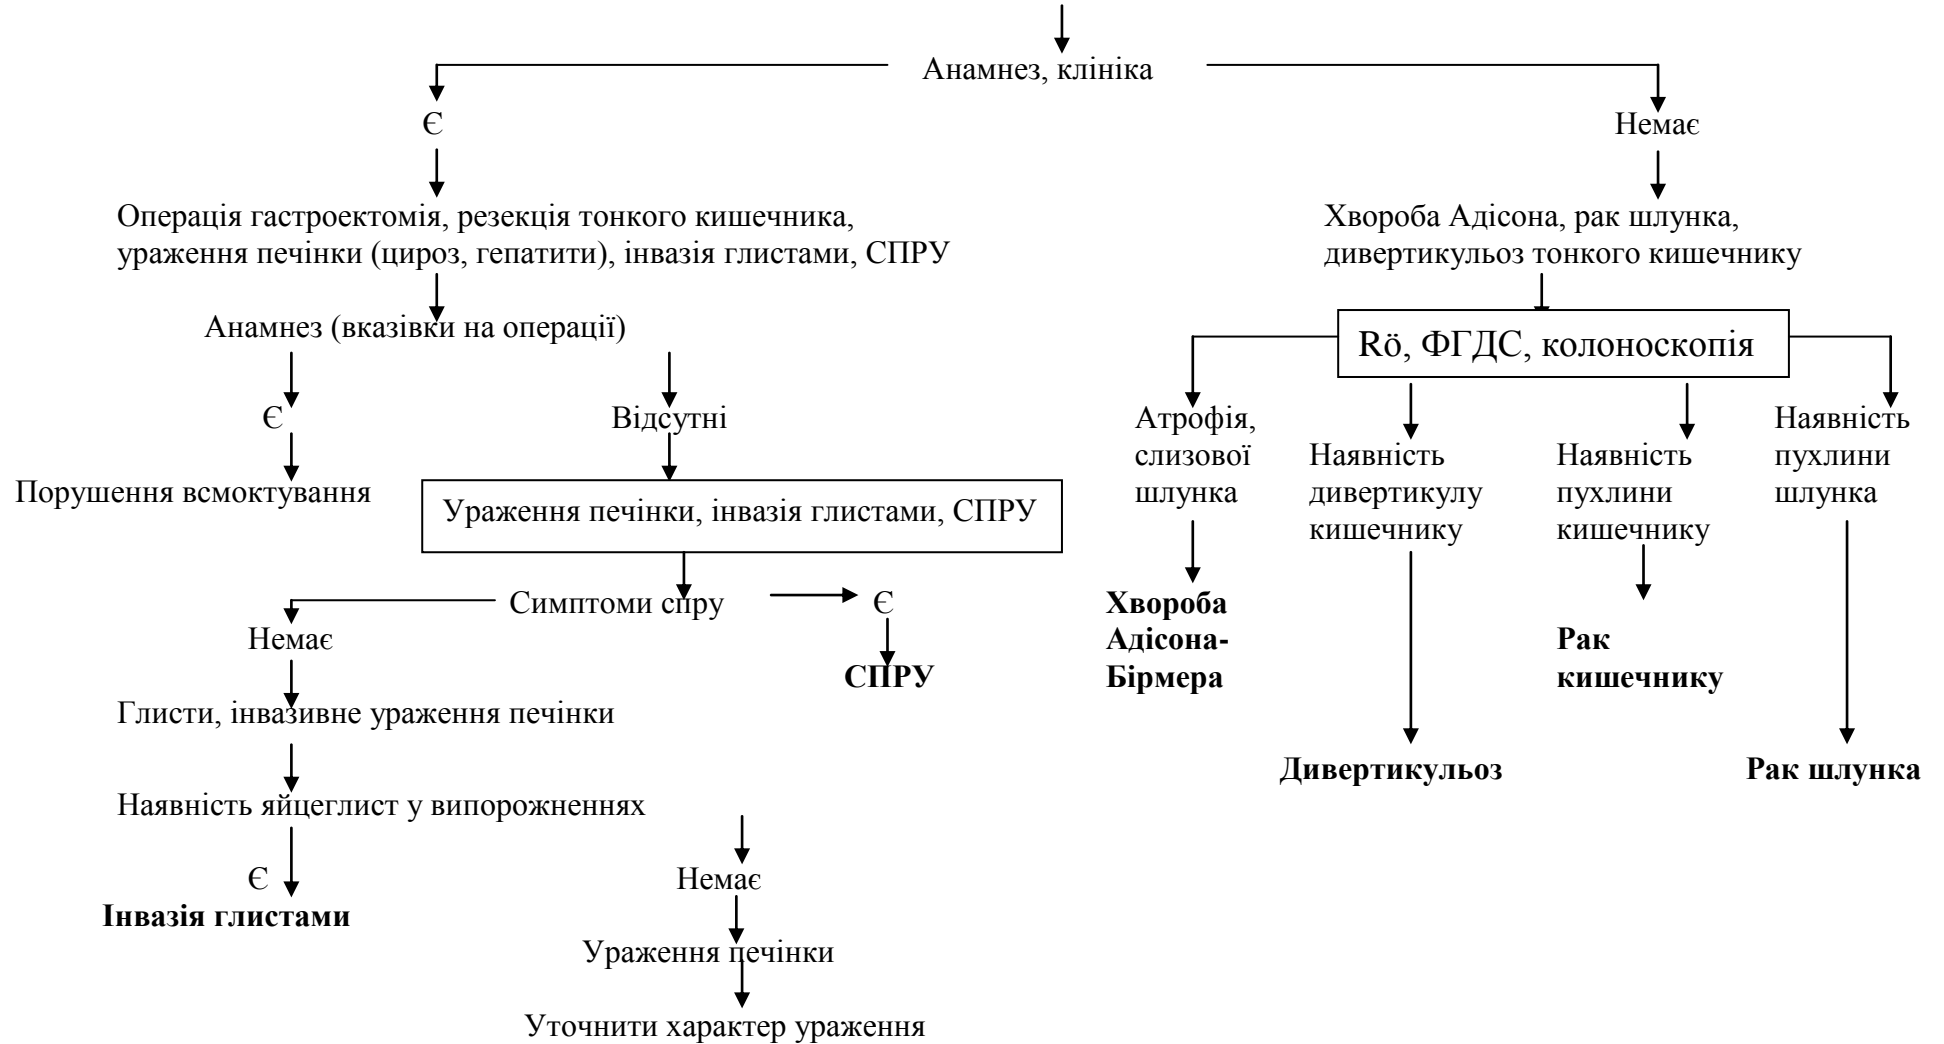 Анамнез, клініка
Є
Немає
Операція гастроектомія, резекція тонкого кишечника,
ураження печінки (цироз, гепатити), інвазія глистами, СПРУ
Хвороба Адісона, рак шлунка,
дивертикульоз тонкого кишечнику
Анамнез (вказівки на операції)
Rö, ФГДС, колоноскопія
Є
Відсутні
Порушення всмоктування
Ураження печінки, інвазія глистами, СПРУ
Атрофія,
слизової
шлунка
Наявність
дивертикулу
кишечнику
Наявність
пухлини
кишечнику
Наявність
пухлини
шлунка
Симптоми спру
Є
Немає
СПРУ
Хвороба
Адісона-
Бірмера
Рак
кишечнику
Глисти, інвазивне ураження печінки
Дивертикульоз
Рак шлунка
Наявність яйцеглист у випорожненнях
Є
Немає
Інвазія глистами
Ураження печінки
Уточнити характер ураження